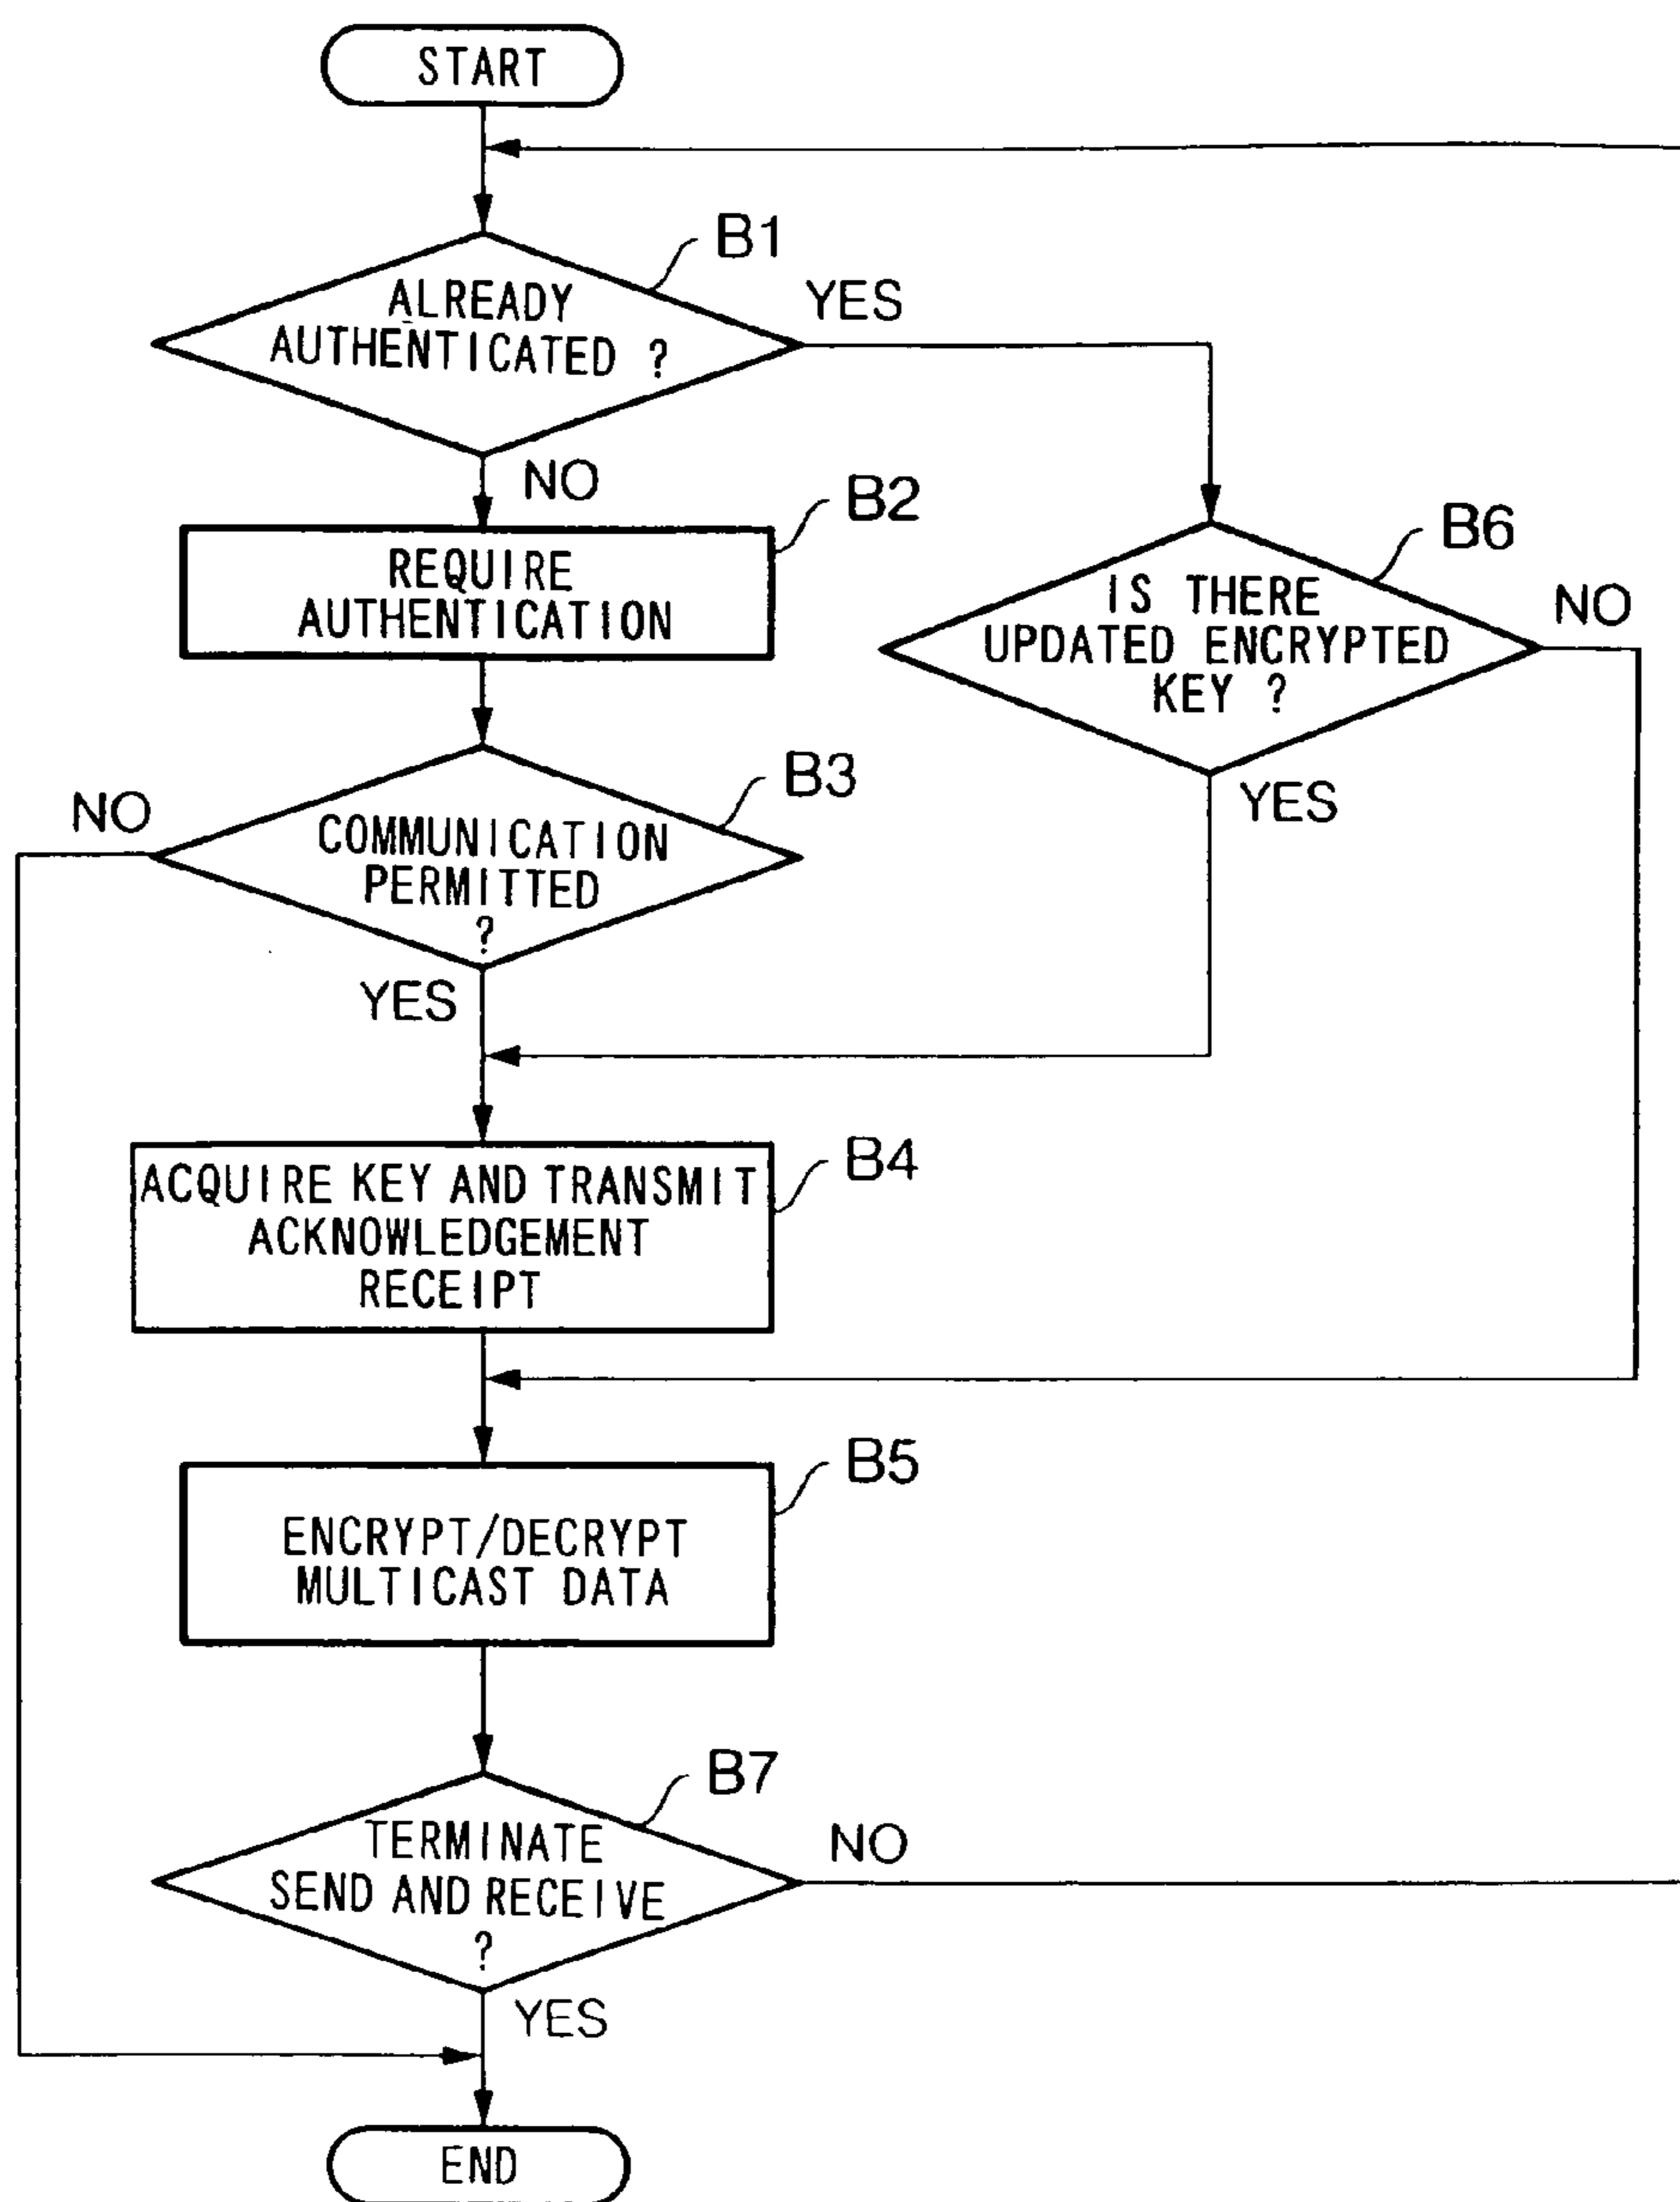 START
B1
ALREADY
AUTHENTICATED ?
YES
NO
B2
REQUIRE
AUTHENTICATION
B6
IS THERE
UPDATED ENCRYPTED
KEY ?
NO
YES
B3
NO
COMMUNICATION
PERMITTED
?
YES
B4
ACQUIRE KEY AND TRANSMIT
ACKNOWLEDGEMENT
RECEIPT
B5
ENCRYPT/DECRYPT
MULTICAST DATA
B7
TERMINATE
SEND AND RECEIVE
?
NO
YES
END